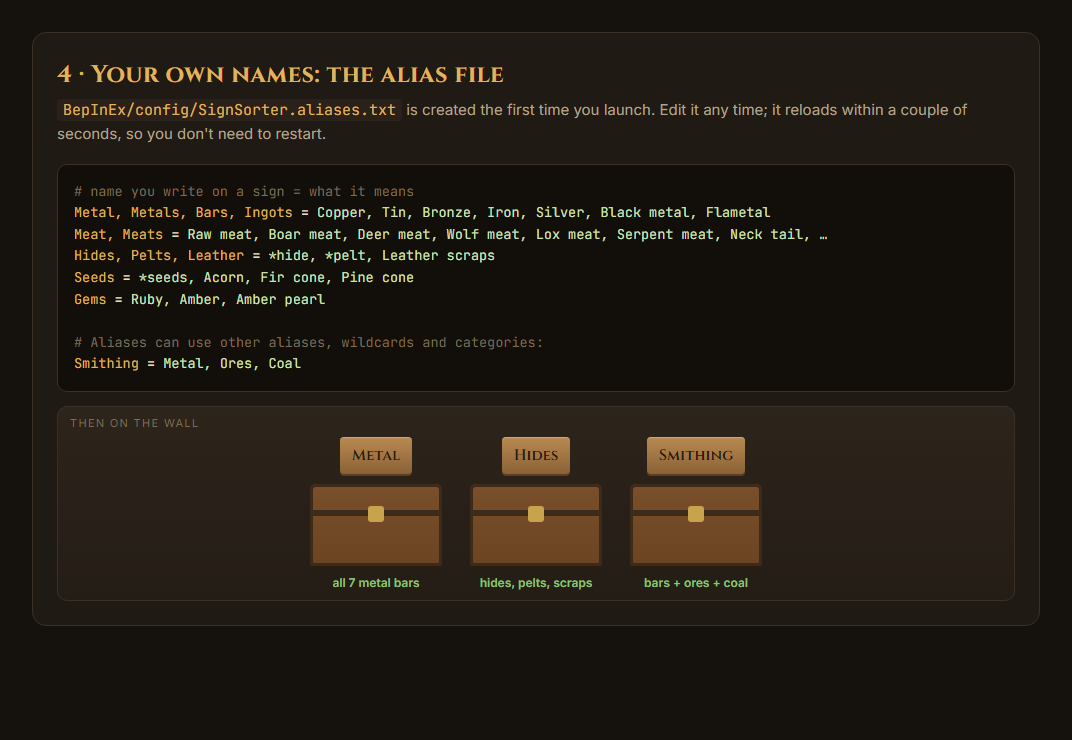 4 · Your own names: the alias file
BepInEx/config/SignSorter.aliases.txt is created the first time you launch. Edit it any time; it reloads within a couple of
seconds, so you don't need to restart.
# name you write on a sign = what it means
Metal, Metals, Bars, Ingots = Copper, Tin, Bronze, Iron, Silver, Black metal, Flametal
Meat, Meats = Raw meat, Boar meat, Deer meat, Wolf meat, Lox meat, Serpent meat, Neck tail, …
Hides, Pelts, Leather = *hide, *pelt, Leather scraps
Seeds = *seeds, Acorn, Fir cone, Pine cone
Gems = Ruby, Amber, Amber pearl
# Aliases can use other aliases, wildcards and categories:
Smithing = Metal, Ores, Coal
THEN ON THE WALL
Metal
Hides
Smithing
all 7 metal bars
hides, pelts, scraps
bars + ores + coal